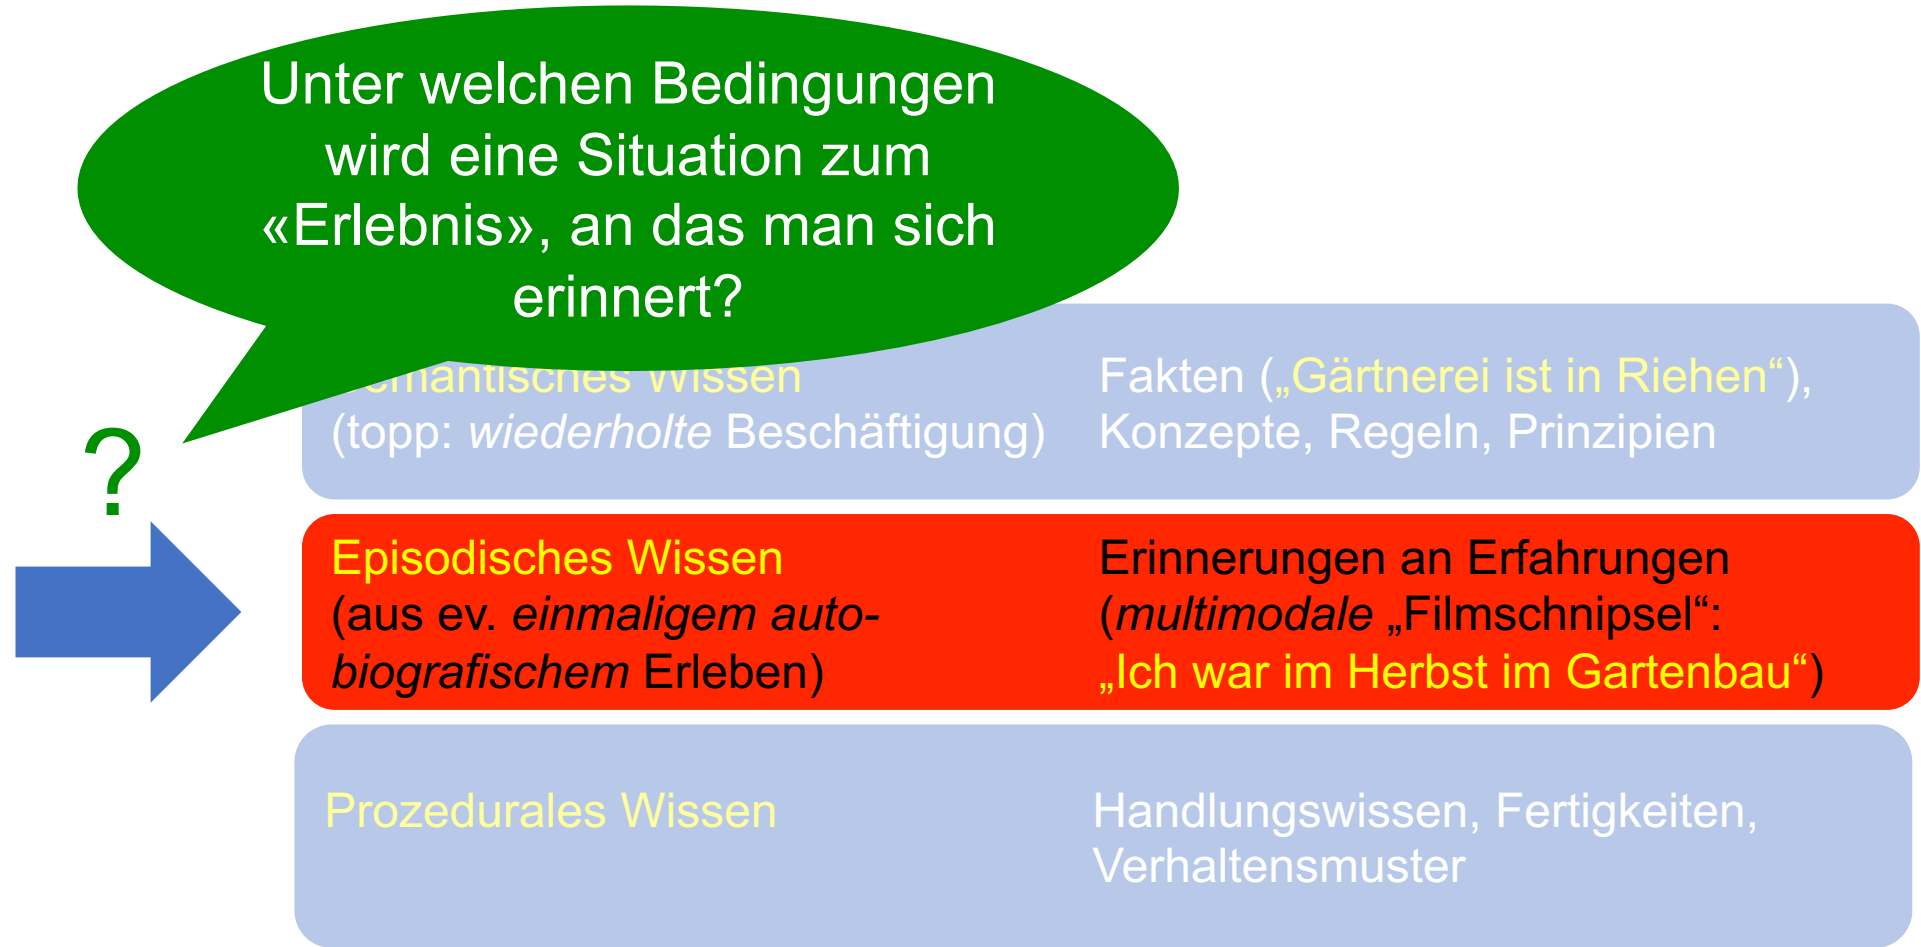 Unter welchen Bedingungen
wird eine Situation zum
«Erlebnis», an das man sich
erinnert?
Semantisches Wissen
(topp: wiederholte Beschäftigung)
Fakten („Gärtnerei ist in Riehen“),
Konzepte, Regeln, Prinzipien
?
Episodisches Wissen
(aus ev. einmaligem auto-
biografischem Erleben)
Erinnerungen an Erfahrungen
(multimodale „Filmschnipsel“:
„Ich war im Herbst im Gartenbau“)
Prozedurales Wissen
Handlungswissen, Fertigkeiten,
Verhaltensmuster